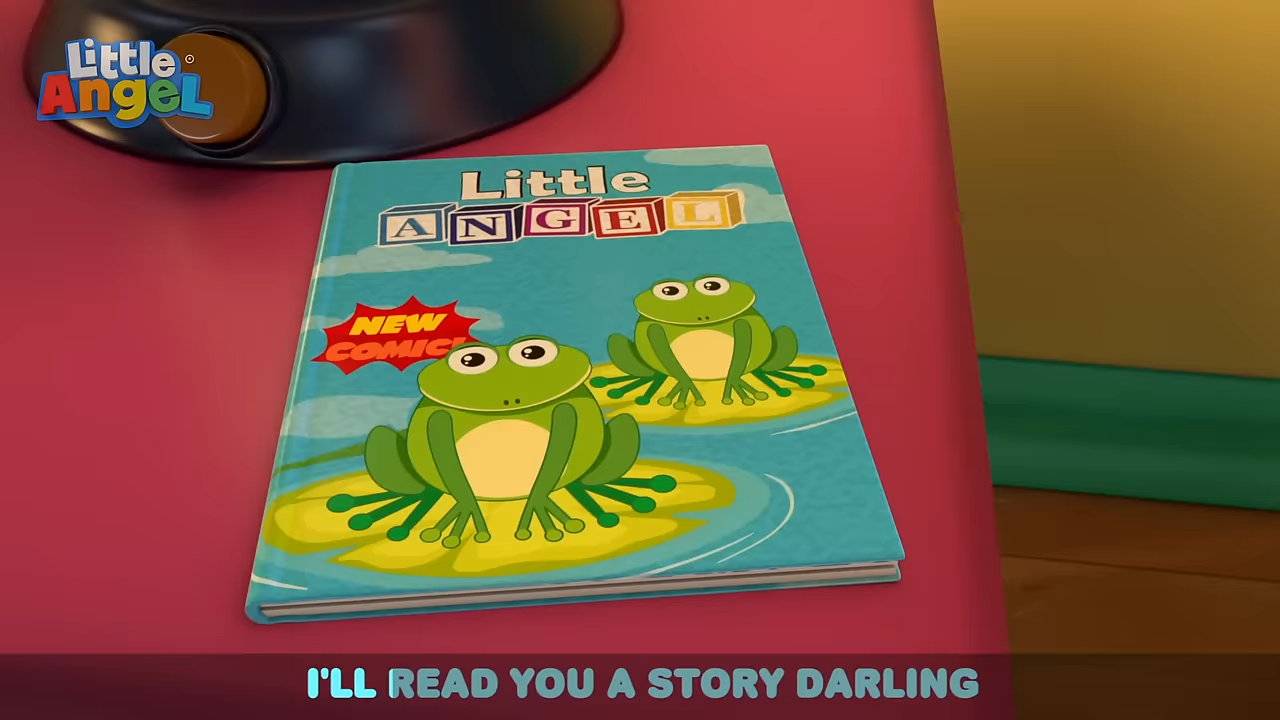 Little
Angel
Little
ANGEL
NEW
COMIC!
I'LL READ YOU A STORY DARLING